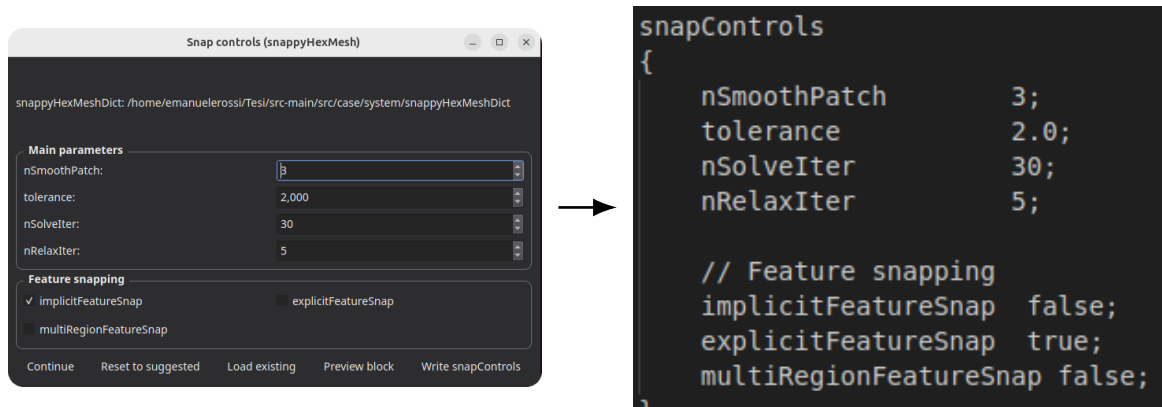 Snap controls (snappyHexMesh)
snappyHexMeshDict: /home/emanuelerossi/Tesi/src-main/src/case/system/snappyHexMeshDict
Main parameters
nSmoothPatch: 3
tolerance: 2,000
nSolveIter: 30
nRelaxIter: 5
Feature snapping
implicitFeatureSnap explicitFeatureSnap
multiRegionFeatureSnap
Continue Reset to suggested Load existing Preview block Write snapControls
snapControls
{
nSmoothPatch 3;
tolerance 2.0;
nSolveIter 30;
nRelaxIter 5;
// Feature snapping
implicitFeatureSnap false;
explicitFeatureSnap true;
multiRegionFeatureSnap false;
}